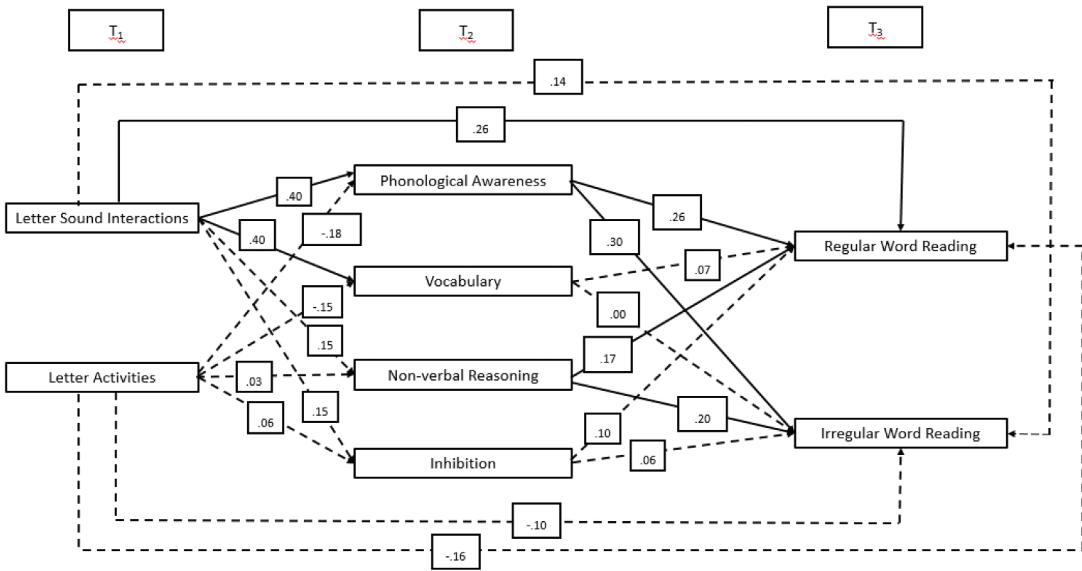 T1
T2
T3
.14
.26
Phonological Awareness
.40
.26
Letter Sound Interactions
-.18
.40
.30
Regular Word Reading
.07
Vocabulary
-.15
.00
.15
.17
Letter Activities
.03
Non-verbal Reasoning
.15
.06
.20
.10
Irregular Word Reading
Inhibition
.06
-.10
-.16